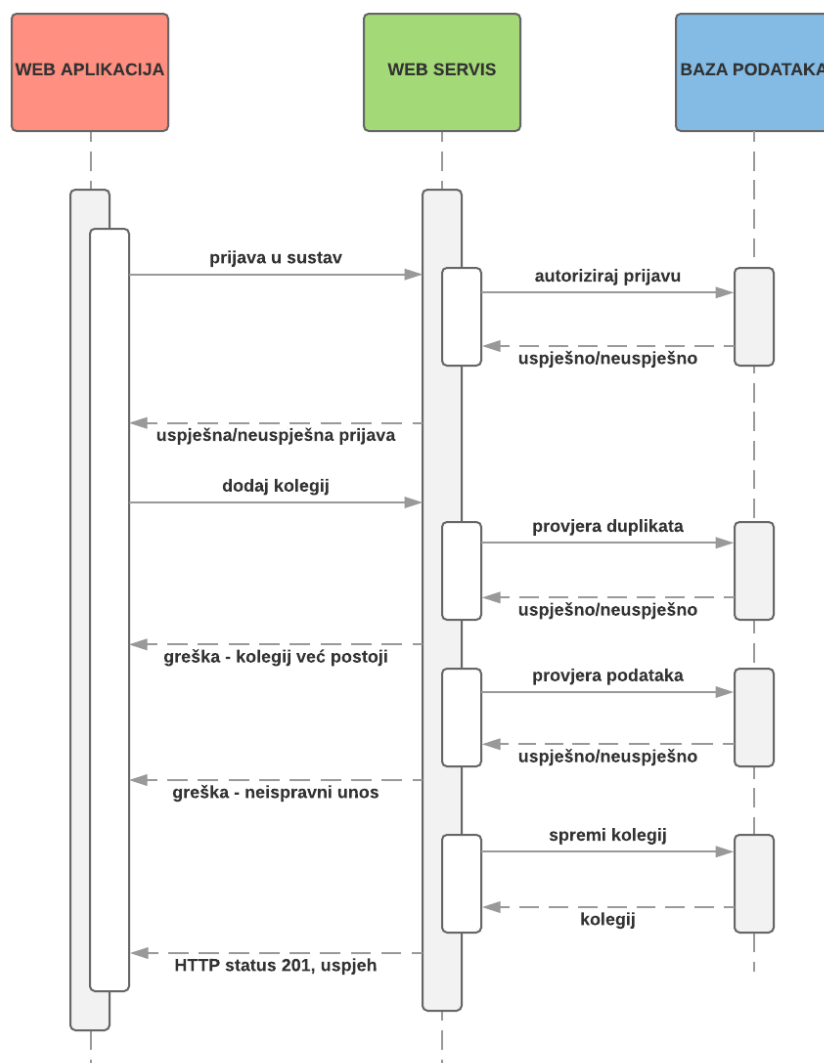 WEB APLIKACIJA
WEB SERVIS
BAZA PODATAKA
prijava u sustav
autoriziraj prijavu
uspješno/neuspješno
uspješna/neuspješna prijava
dodaj kolegij
provjera duplikata
uspješno/neuspješno
greška - kolegij već postoji
provjera podataka
uspješno/neuspješno
greška - neispravni unos
spremi kolegij
kolegij
HTTP status 201, uspjeh